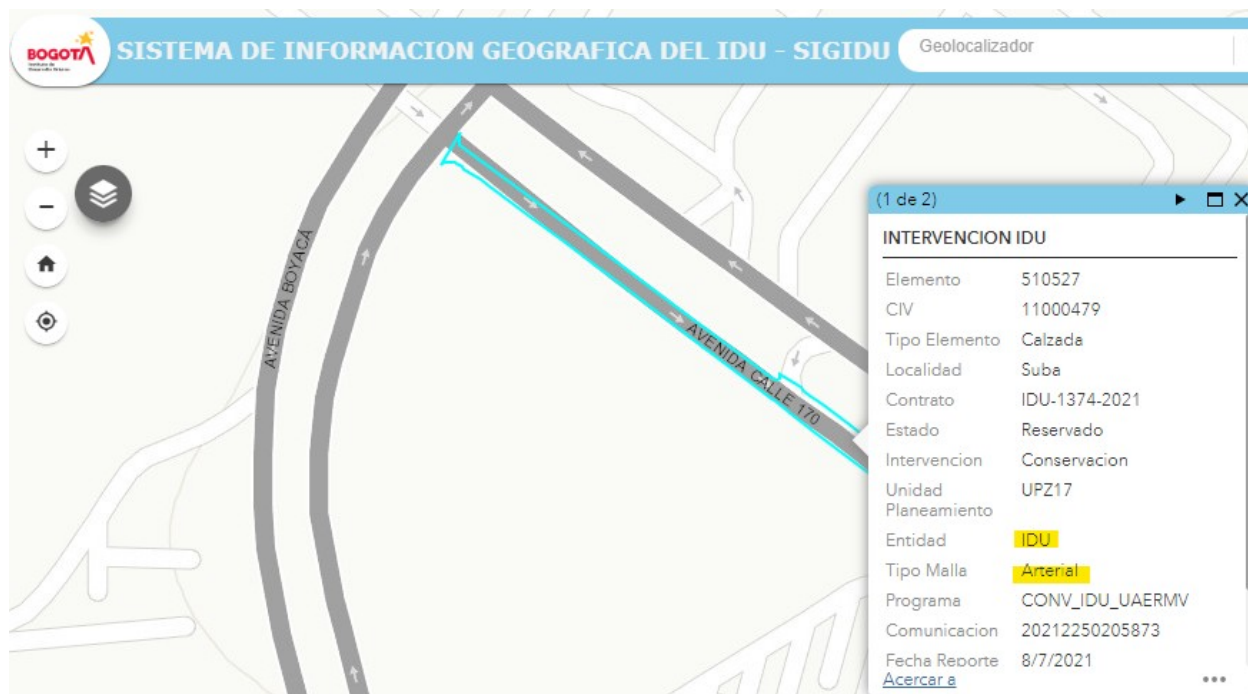 BOGOTÁ
SISTEMA DE INFORMACION GEOGRAFICA DEL IDU - SIGIDU
Geolocalizador
AVENIDA BOYACÁ
AVENIDA CALLE 170
(1 de 2)
INTERVENCION IDU
Elemento 510527
CIV 11000479
Tipo Elemento Calzada
Localidad Suba
Contrato IDU-1374-2021
Estado Reservado
Intervencion Conservacion
Unidad UPZ17
Planeamiento
Entidad IDU
Tipo Malla Arterial
Programa CONV_IDU_UAERMV
Comunicacion 20212250205873
Fecha Reporte 8/7/2021
Acercar a